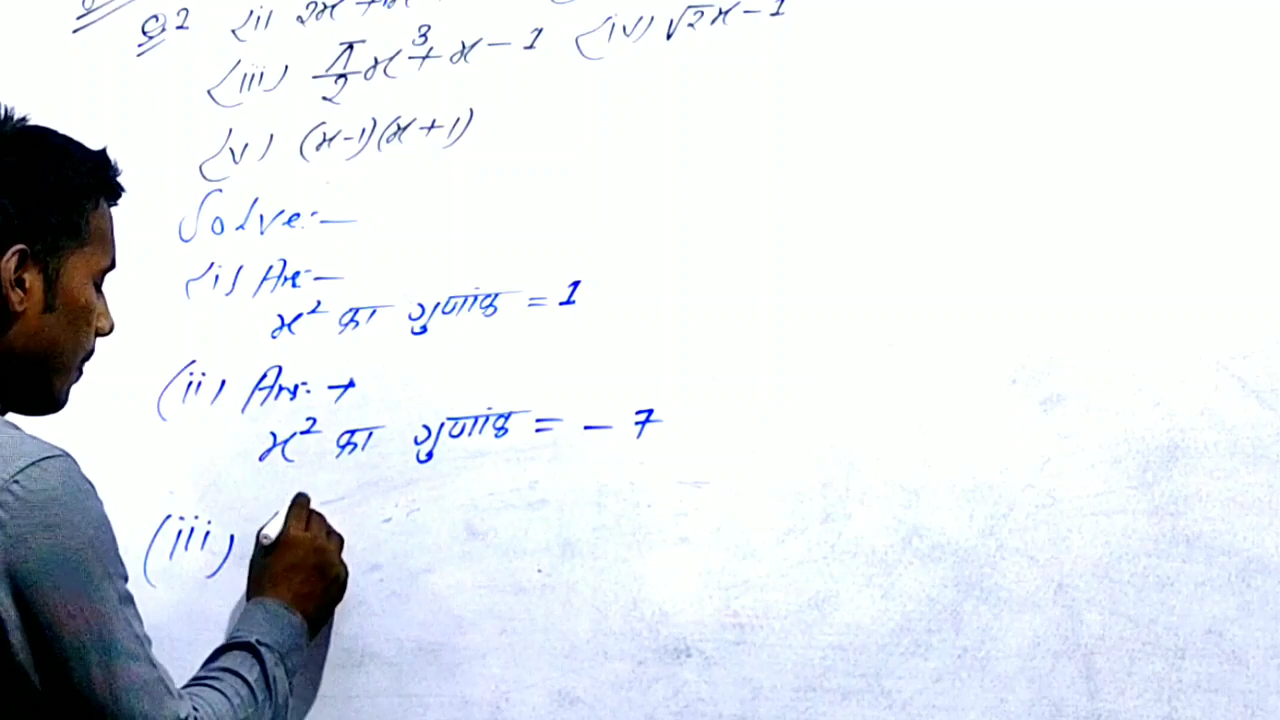 Q2 (i) 2x +
(iii) π/2 x³ + x - 1 (iv) √2x - 1
(v) (x-1)(x+1)
Solve:-
(i) Ans:-
x² का गुणांक = 1
(ii) Ans:→
x² का गुणांक = - 7
(iii)